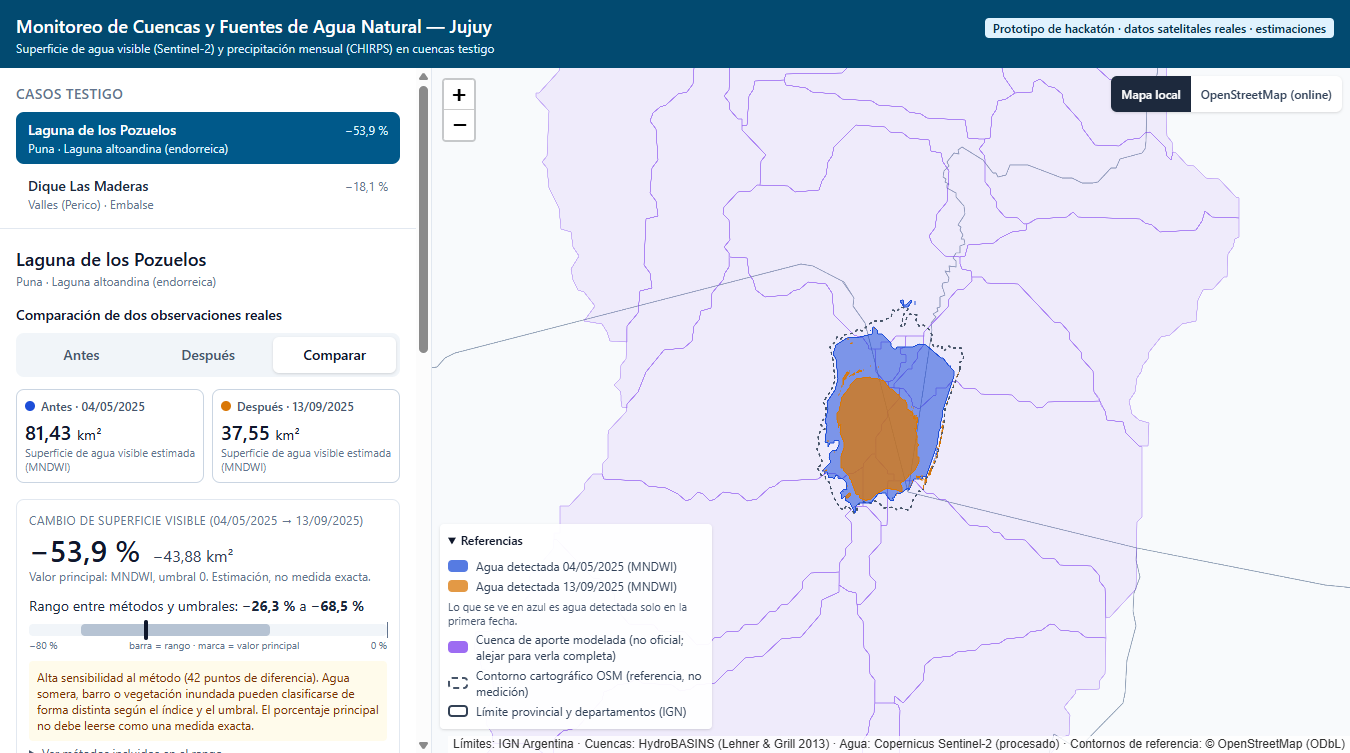 Monitoreo de Cuencas y Fuentes de Agua Natural — Jujuy
Superficie de agua visible (Sentinel-2) y precipitación mensual (CHIRPS) en cuencas testigo
Prototipo de hackatón · datos satelitales reales · estimaciones
CASOS TESTIGO
Laguna de los Pozuelos
−53,9 %
Puna · Laguna altoandina (endorreica)
Dique Las Maderas
−18,1 %
Valles (Perico) · Embalse
Laguna de los Pozuelos
Puna · Laguna altoandina (endorreica)
Comparación de dos observaciones reales
Antes
Después
Comparar
Antes · 04/05/2025
81,43 km²
Superficie de agua visible estimada
(MNDWI)
Después · 13/09/2025
37,55 km²
Superficie de agua visible estimada
(MNDWI)
CAMBIO DE SUPERFICIE VISIBLE (04/05/2025 → 13/09/2025)
−53,9 % −43,88 km²
Valor principal: MNDWI, umbral 0. Estimación, no medida exacta.
Rango entre métodos y umbrales: −26,3 % a −68,5 %
−80 %
barra = rango · marca = valor principal
0 %
Alta sensibilidad al método (42 puntos de diferencia). Agua
somera, barro o vegetación inundada pueden clasificarse de
forma distinta según el índice y el umbral. El porcentaje principal
no debe leerse como una medida exacta.
▶ Ver métodos incluidos en el rango
+
−
Mapa local
OpenStreetMap (online)
▼ Referencias
Agua detectada 04/05/2025 (MNDWI)
Agua detectada 13/09/2025 (MNDWI)
Lo que se ve en azul es agua detectada solo en la
primera fecha.
Cuenca de aporte modelada (no oficial;
alejar para verla completa)
Contorno cartográfico OSM (referencia, no
medición)
Límite provincial y departamentos (IGN)
Límites: IGN Argentina · Cuencas: HydroBASINS (Lehner & Grill 2013) · Agua: Copernicus Sentinel-2 (procesado) · Contornos de referencia: © OpenStreetMap (ODbL)